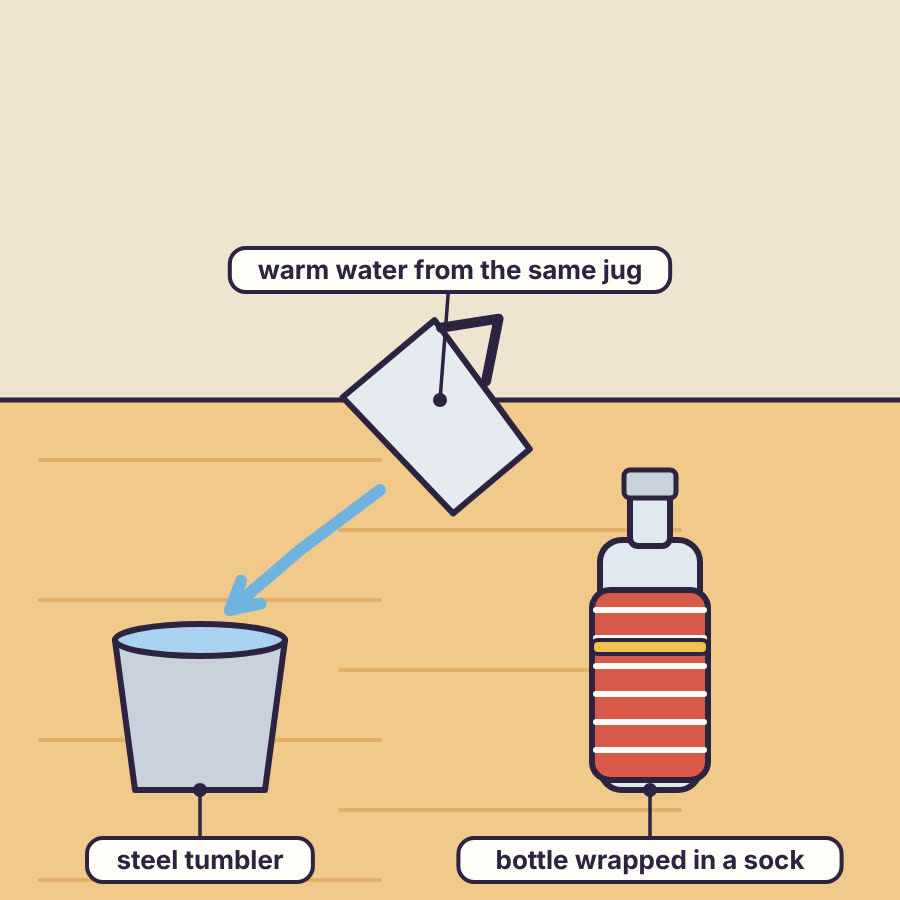 warm water from the same jug
steel tumbler
bottle wrapped in a sock